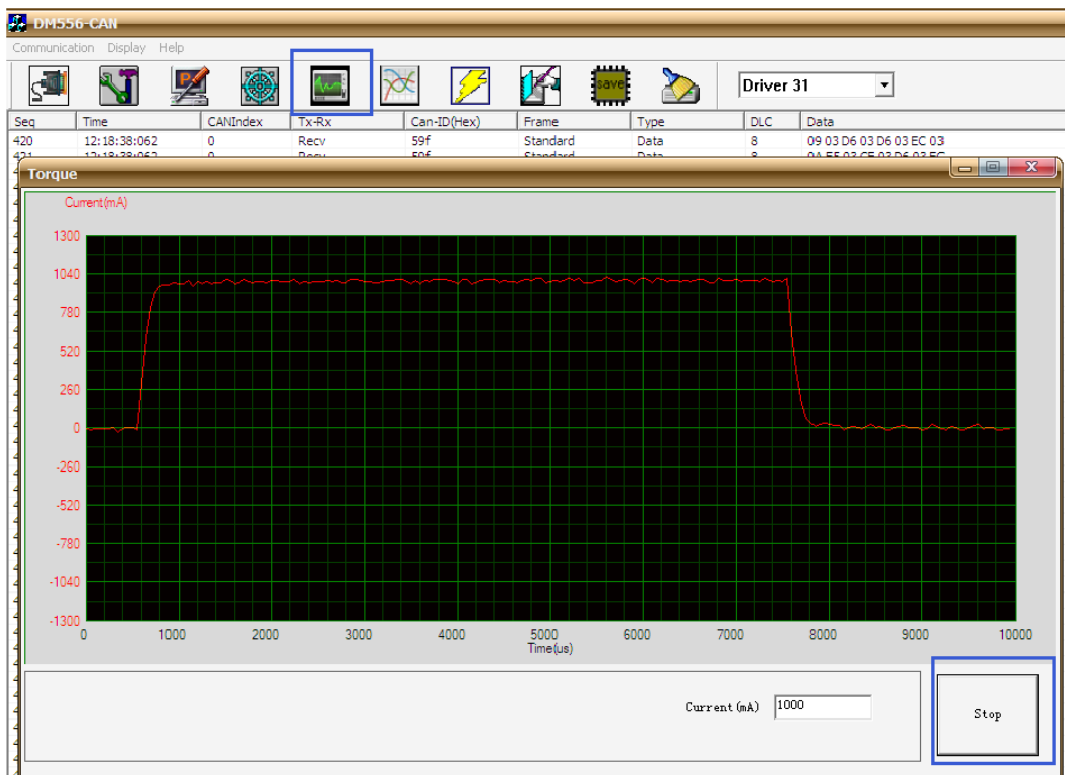 DM556-CAN
Communication Display Help
save
Driver 31
Seq Time CANIndex Tx-Rx Can-ID(Hex) Frame Type DLC Data
420 12:18:38:062 0 Recv 59f Standard Data 8 09 03 D6 03 D6 03 EC 03
Torque
Current(mA)
1300
1040
780
520
260
0
-260
-520
-780
-1040
-1300
0 1000 2000 3000 4000 5000 6000 7000 8000 9000 10000
Time(us)
Current(mA) 1000
Stop